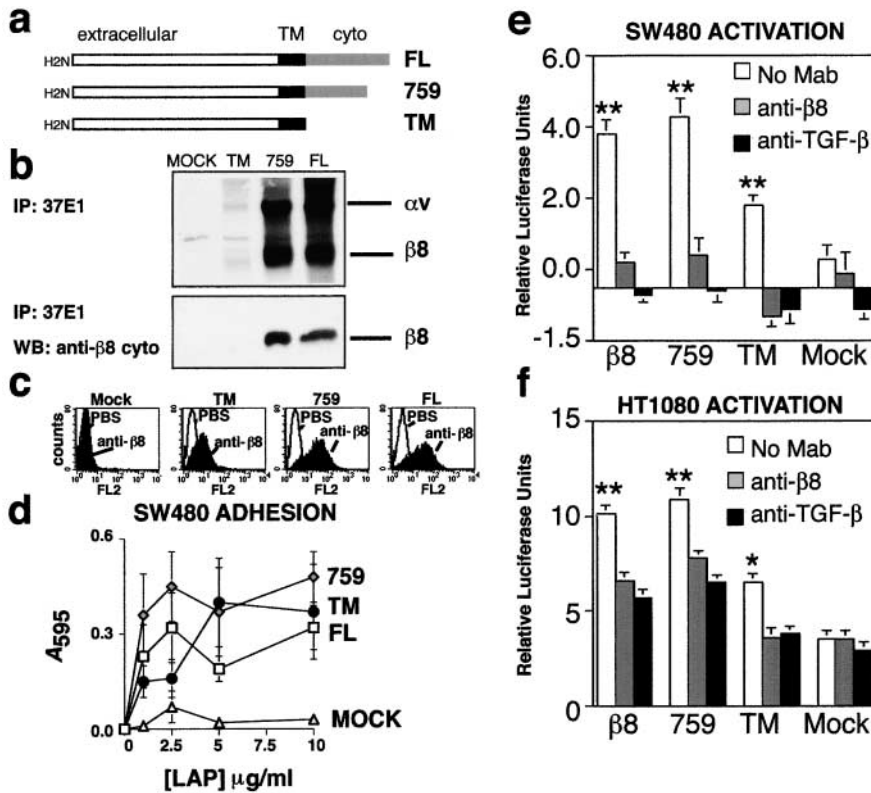 a
extracellular TM cyto
H2N FL
H2N 759
H2N TM
b
MOCK TM 759 FL
IP: 37E1
αv
β8
IP: 37E1
WB: anti-β8 cyto
β8
c
Mock TM 759 FL
counts
PBS
anti-β8
FL2
PBS
anti-β8
FL2
PBS
anti-β8
FL2
PBS
anti-β8
FL2
d
SW480 ADHESION
A595
0.6
0.3
0.0
759
TM
FL
MOCK
0 2.5 5 7.5 10
[LAP] μg/ml
e
SW480 ACTIVATION
Relative Luciferase Units
6.0
4.0
2.0
0.0
-1.5
No Mab
anti-β8
anti-TGF-β
** ** **
β8 759 TM Mock
f
HT1080 ACTIVATION
Relative Luciferase Units
15
10
5
0
No Mab
anti-β8
anti-TGF-β
** ** *
β8 759 TM Mock